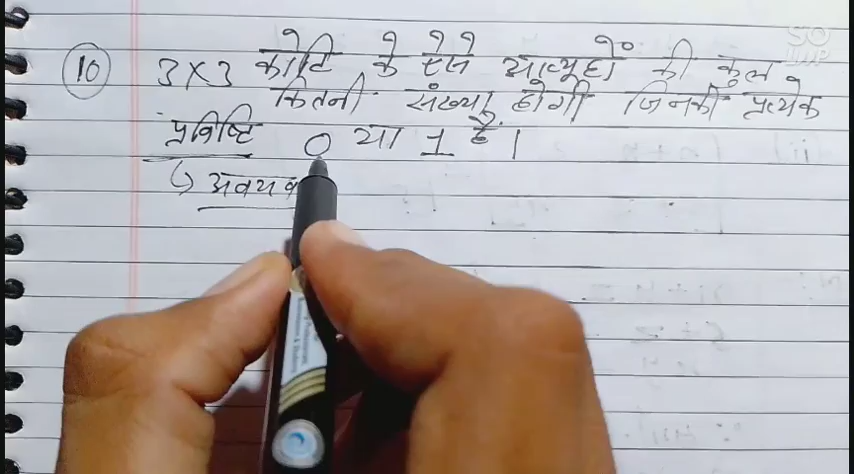 (10) 3×3 कोटि के ऐसे आव्यूहों की कुल
कितनी संख्या होगी जिनकी प्रत्येक
प्रविष्टि 0 या 1 है।
↳ अवयव